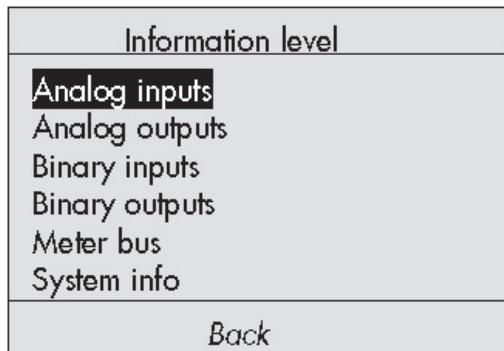 Information level
Analog inputs
Analog outputs
Binary inputs
Binary outputs
Meter bus
System info
Back